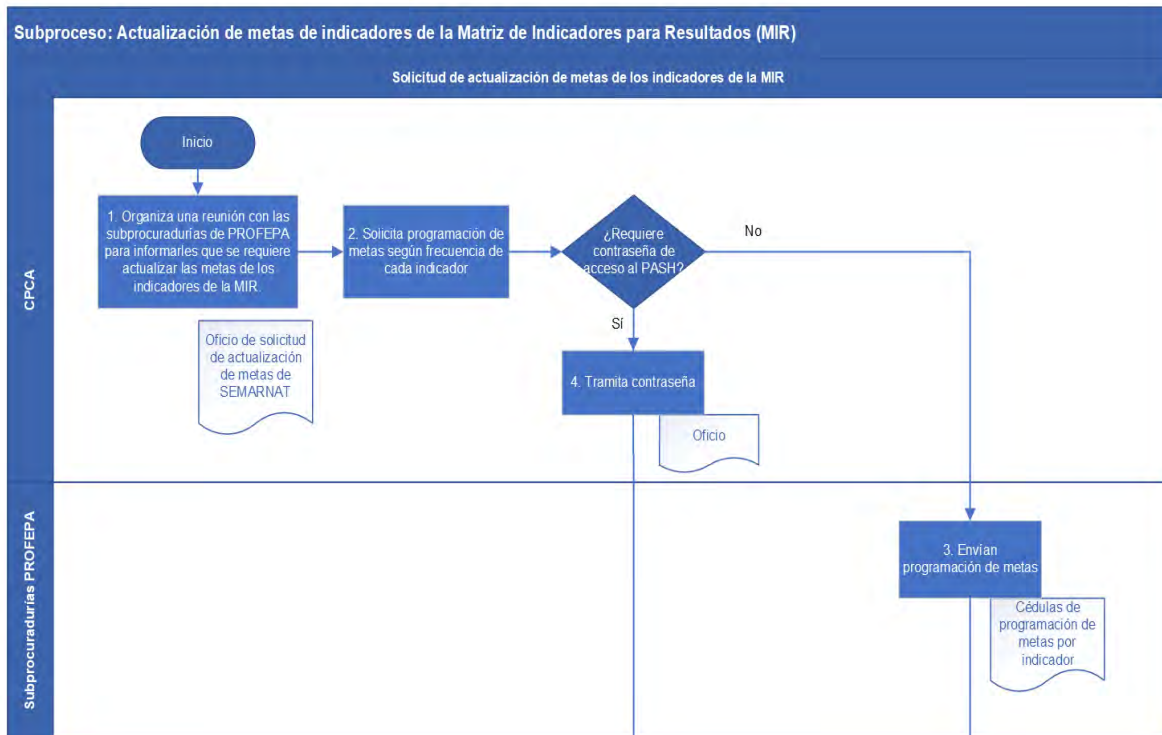 Subproceso: Actualización de metas de indicadores de la Matriz de Indicadores para Resultados (MIR)
Solicitud de actualización de metas de los indicadores de la MIR
CPCA
Inicio
1. Organiza una reunión con las
subprocuradurías de PROFEPA
para informarles que se requiere
actualizar las metas de los
indicadores de la MIR.
Oficio de solicitud
de actualización
de metas de
SEMARNAT
2. Solicita programación de
metas según frecuencia de
cada indicador
¿Requiere
contraseña de
acceso al PASH?
No
Sí
4. Tramita contraseña
Oficio
Subprocuradurías PROFEPA
3. Envían
programación de metas
Cédulas de
programación de
metas por
indicador